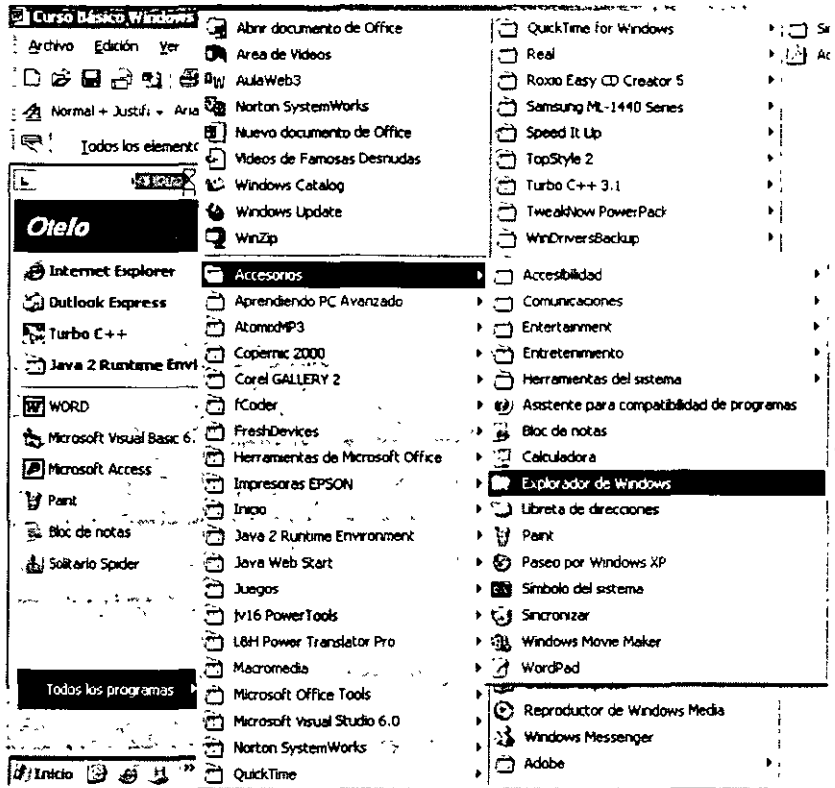 Curso Básico Windows
Archivo Edición Ver
Normal + Justifi Aria
Todos los elemento
Otelo
Internet Explorer
Outlook Express
Turbo C++
Java 2 Runtime Envi
WORD
Microsoft Visual Basic 6.
Microsoft Access
Paint
Bloc de notas
Solitario Spider
Todos los programas
Inicio »
Abrir documento de Office
Area de Videos
AulaWeb3
Norton SystemWorks
Nuevo documento de Office
Videos de Famosas Desnudas
Windows Catalog
Windows Update
WinZip
Accesorios
Aprendiendo PC Avanzado
AtomixMP3
Copernic 2000
Corel GALLERY 2
fCoder
FreshDevices
Herramientas de Microsoft Office
Impresoras EPSON
Inicio
Java 2 Runtime Environment
Java Web Start
Juegos
jv16 PowerTools
L&H Power Translator Pro
Macromedia
Microsoft Office Tools
Microsoft Visual Studio 6.0
Norton SystemWorks
QuickTime
QuickTime for Windows
Real
Roxio Easy CD Creator 5
Samsung ML-1440 Series
Speed It Up
TopStyle 2
Turbo C++ 3.1
TweakNow PowerPack
WinDriversBackup
Accesibilidad
Comunicaciones
Entertainment
Entretenimiento
Herramientas del sistema
Asistente para compatibilidad de programas
Bloc de notas
Calculadora
Explorador de Windows
Libreta de direcciones
Paint
Paseo por Windows XP
Símbolo del sistema
Sincronizar
Windows Movie Maker
WordPad
Reproductor de Windows Media
Windows Messenger
Adobe